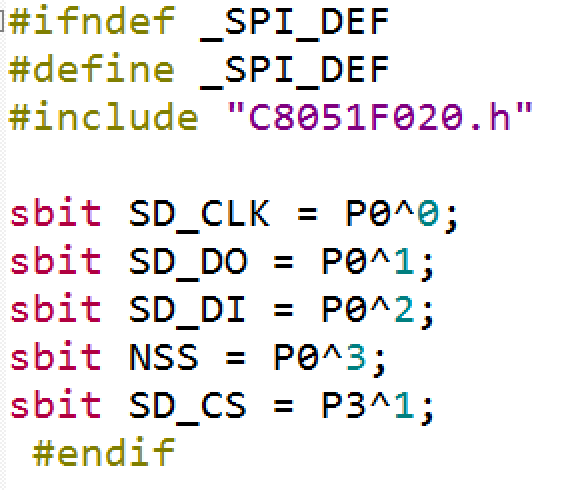 #ifndef _SPI_DEF
#define _SPI_DEF
#include "C8051F020.h"
sbit SD_CLK = P0^0;
sbit SD_DO = P0^1;
sbit SD_DI = P0^2;
sbit NSS = P0^3;
sbit SD_CS = P3^1;
#endif